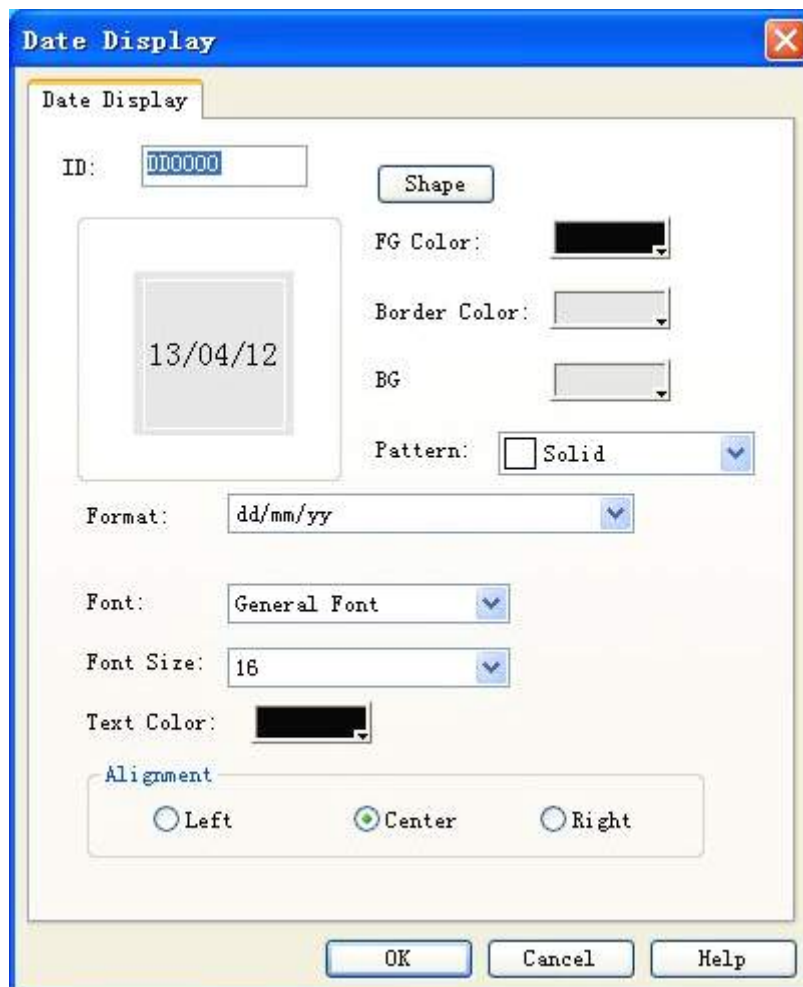 Date Display
Date Display
ID: DD0000
Shape
FG Color:
Border Color:
13/04/12
BG
Pattern: Solid
Format: dd/mm/yy
Font: General Font
Font Size: 16
Text Color:
Alignment
Left Center Right
OK Cancel Help